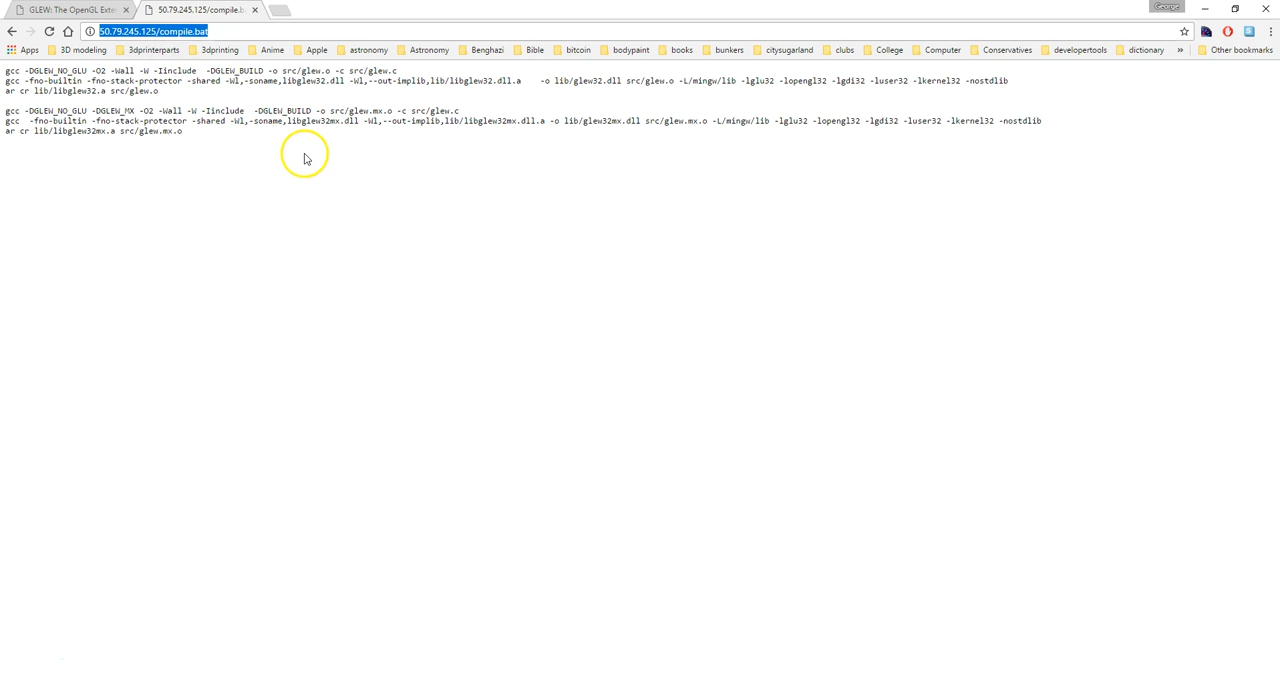 GLEW: The OpenGL Exte
50.79.245.125/compile.b
George
50.79.245.125/compile.bat
Apps 3D modeling 3dprinterparts 3dprinting Anime Apple astronomy Astronomy Benghazi Bible bitcoin bodypaint books bunkers citysugarland clubs College Computer Conservatives developertools dictionary » Other bookmarks
gcc -DGLEW_NO_GLU -O2 -Wall -W -Iinclude  -DGLEW_BUILD -o src/glew.o -c src/glew.c
gcc -fno-builtin -fno-stack-protector -shared -Wl,-soname,libglew32.dll -Wl,--out-implib,lib/libglew32.dll.a    -o lib/glew32.dll src/glew.o -L/mingw/lib -lglu32 -lopengl32 -lgdi32 -luser32 -lkernel32 -nostdlib
ar cr lib/libglew32.a src/glew.o
gcc -DGLEW_NO_GLU -DGLEW_MX -O2 -Wall -W -Iinclude  -DGLEW_BUILD -o src/glew.mx.o -c src/glew.c
gcc  -fno-builtin -fno-stack-protector -shared -Wl,-soname,libglew32mx.dll -Wl,--out-implib,lib/libglew32mx.dll.a -o lib/glew32mx.dll src/glew.mx.o -L/mingw/lib -lglu32 -lopengl32 -lgdi32 -luser32 -lkernel32 -nostdlib
ar cr lib/libglew32mx.a src/glew.mx.o